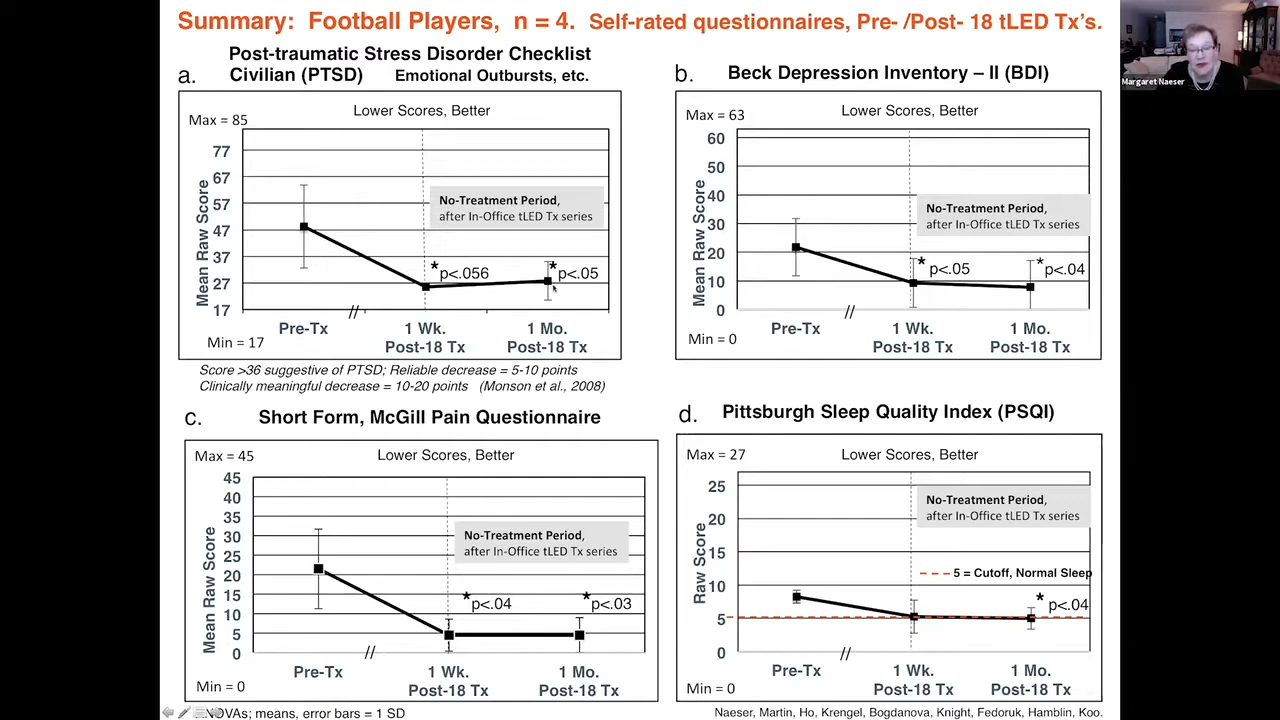 Summary: Football Players, n = 4. Self-rated questionnaires, Pre- /Post- 18 tLED Tx's.
Margaret Naeser
Post-traumatic Stress Disorder Checklist
a. Civilian (PTSD) Emotional Outbursts, etc.
Max = 85
Lower Scores, Better
77
67
57
47
37
27
17
Mean Raw Score
No-Treatment Period,
after In-Office tLED Tx series
*p<.056
*p<.05
Pre-Tx
//
1 Wk.
Post-18 Tx
1 Mo.
Post-18 Tx
Min = 17
Score >36 suggestive of PTSD; Reliable decrease = 5-10 points
Clinically meaningful decrease = 10-20 points (Monson et al., 2008)
b. Beck Depression Inventory – II (BDI)
Max = 63
Lower Scores, Better
60
50
40
30
20
10
0
Mean Raw Score
No-Treatment Period,
after In-Office tLED Tx series
*p<.05
*p<.04
Pre-Tx
//
1 Wk.
Post-18 Tx
1 Mo.
Post-18 Tx
Min = 0
c. Short Form, McGill Pain Questionnaire
Max = 45
Lower Scores, Better
45
40
35
30
25
20
15
10
5
0
Mean Raw Score
No-Treatment Period,
after In-Office tLED Tx series
*p<.04
*p<.03
Pre-Tx
//
1 Wk.
Post-18 Tx
1 Mo.
Post-18 Tx
Min = 0
d. Pittsburgh Sleep Quality Index (PSQI)
Max = 27
Lower Scores, Better
25
20
15
10
5
0
Raw Score
No-Treatment Period,
after In-Office tLED Tx series
5 = Cutoff, Normal Sleep
*p<.04
Pre-Tx
//
1 Wk.
Post-18 Tx
1 Mo.
Post-18 Tx
Min = 0
NOVAs; means, error bars = 1 SD
Naeser, Martin, Ho, Krengel, Bogdanova, Knight, Fedoruk, Hamblin, Koo.